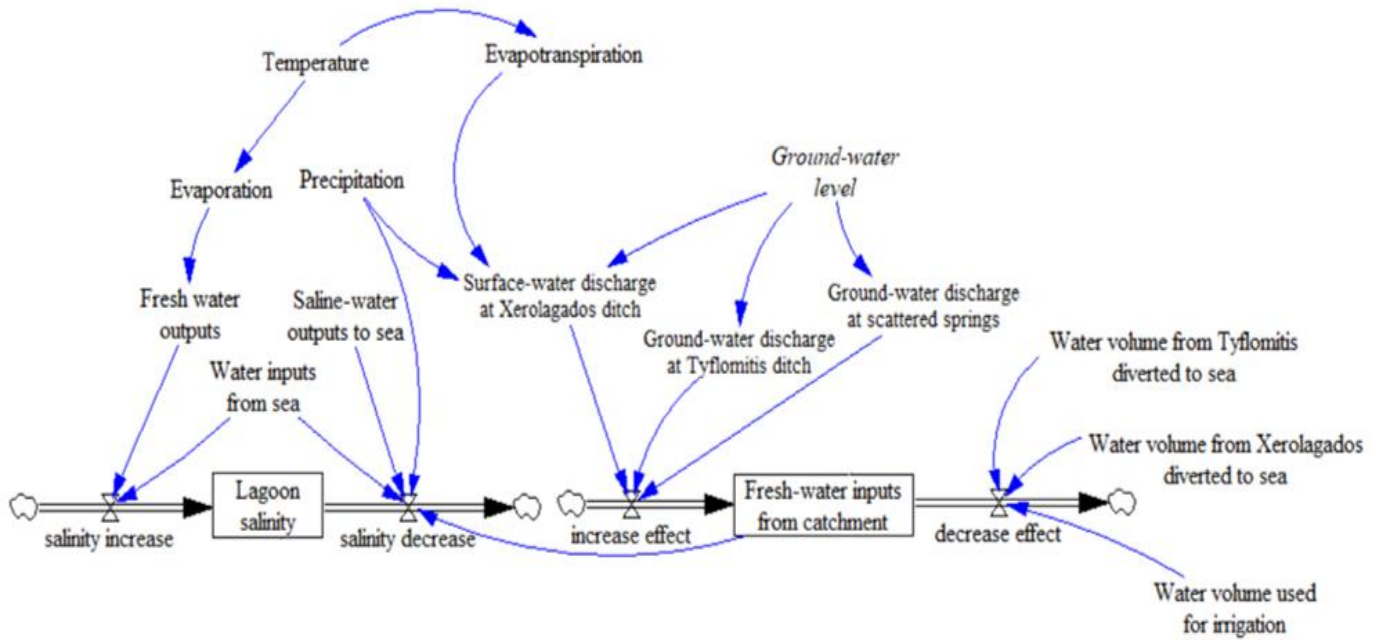 Temperature
Evapotranspiration
Ground-water
level
Evaporation
Precipitation
Fresh water
outputs
Saline-water
outputs to sea
Surface-water discharge
at Xerolagados ditch
Ground-water discharge
at scattered springs
Ground-water discharge
at Tyflomitis ditch
Water volume from Tyflomitis
diverted to sea
Water inputs
from sea
Water volume from Xerolagados
diverted to sea
Lagoon
salinity
Fresh-water inputs
from catchment
salinity increase
salinity decrease
increase effect
decrease effect
Water volume used
for irrigation